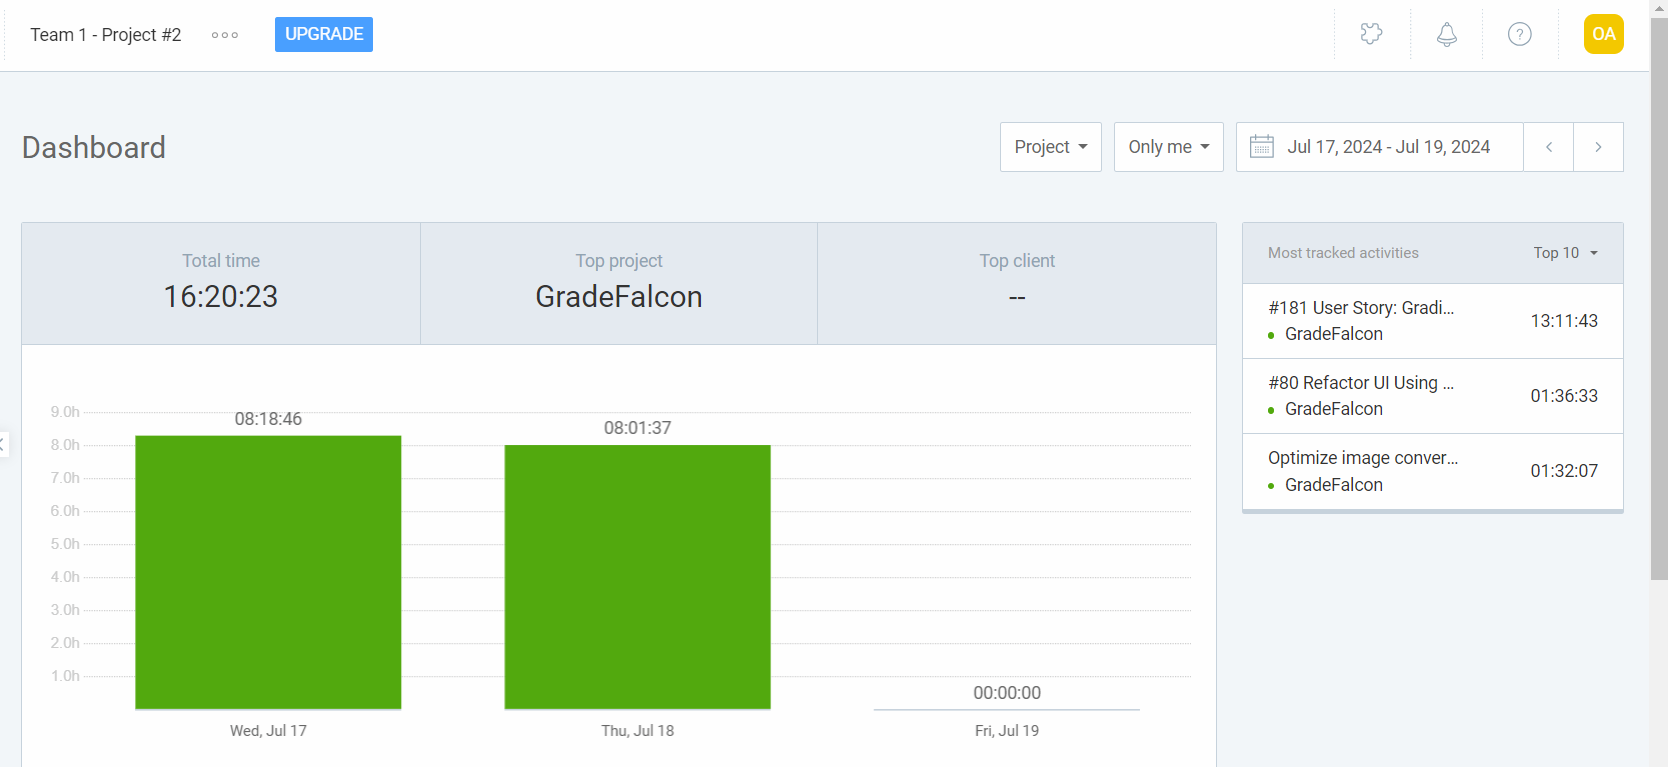 Team 1 - Project #2
UPGRADE
?
OA
Dashboard
Project
Only me
Jul 17, 2024 - Jul 19, 2024
Total time
16:20:23
Top project
GradeFalcon
Top client
--
9.0h
8.0h
7.0h
6.0h
5.0h
4.0h
3.0h
2.0h
1.0h
08:18:46
08:01:37
00:00:00
Wed, Jul 17
Thu, Jul 18
Fri, Jul 19
Most tracked activities
Top 10
#181 User Story: Gradi...
GradeFalcon
13:11:43
#80 Refactor UI Using ...
GradeFalcon
01:36:33
Optimize image conver...
GradeFalcon
01:32:07